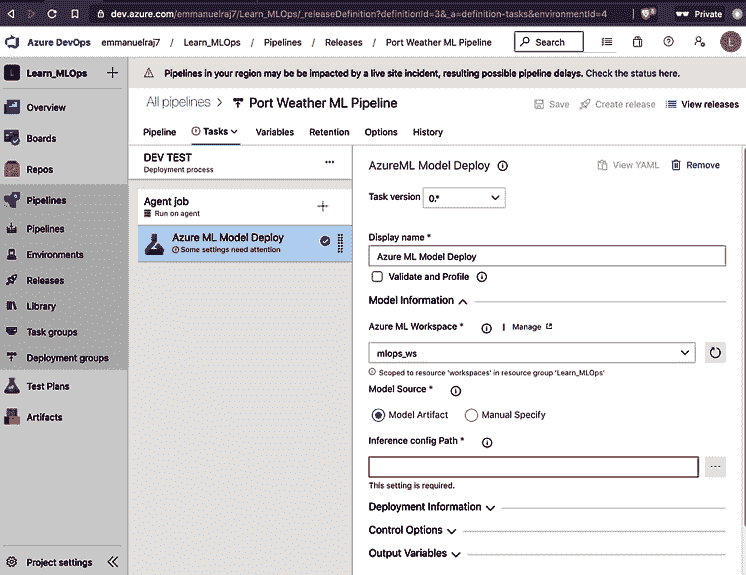 dev.azure.com/emmanuelraj7/Learn_MLOps/_releaseDefinition?definitionId=3&_a=definition-tasks&environmentId=4
Private
Azure DevOps emmanuelraj7 / Learn_MLOps / Pipelines / Releases / Port Weather ML Pipeline
Search
L Learn_MLOps
Pipelines in your region may be be impacted by a live site incident, resulting possible pipeline delays. Check the status here.
Overview
Boards
Repos
Pipelines
Pipelines
Environments
Releases
Library
Task groups
Deployment groups
Test Plans
Artifacts
Project settings
All pipelines > Port Weather ML Pipeline
Save Create release View releases
Pipeline Tasks Variables Retention Options History
DEV TEST
Deployment process
Agent job
Run on agent
Azure ML Model Deploy
Some settings need attention
AzureML Model Deploy
View YAML Remove
Task version 0.*
Display name *
Azure ML Model Deploy
Validate and Profile
Model Information
Azure ML Workspace * | Manage
mlops_ws
Scoped to resource 'workspaces' in resource group 'Learn_MLOps'
Model Source *
Model Artifact Manual Specify
Inference config Path *
This setting is required.
Deployment Information
Control Options
Output Variables